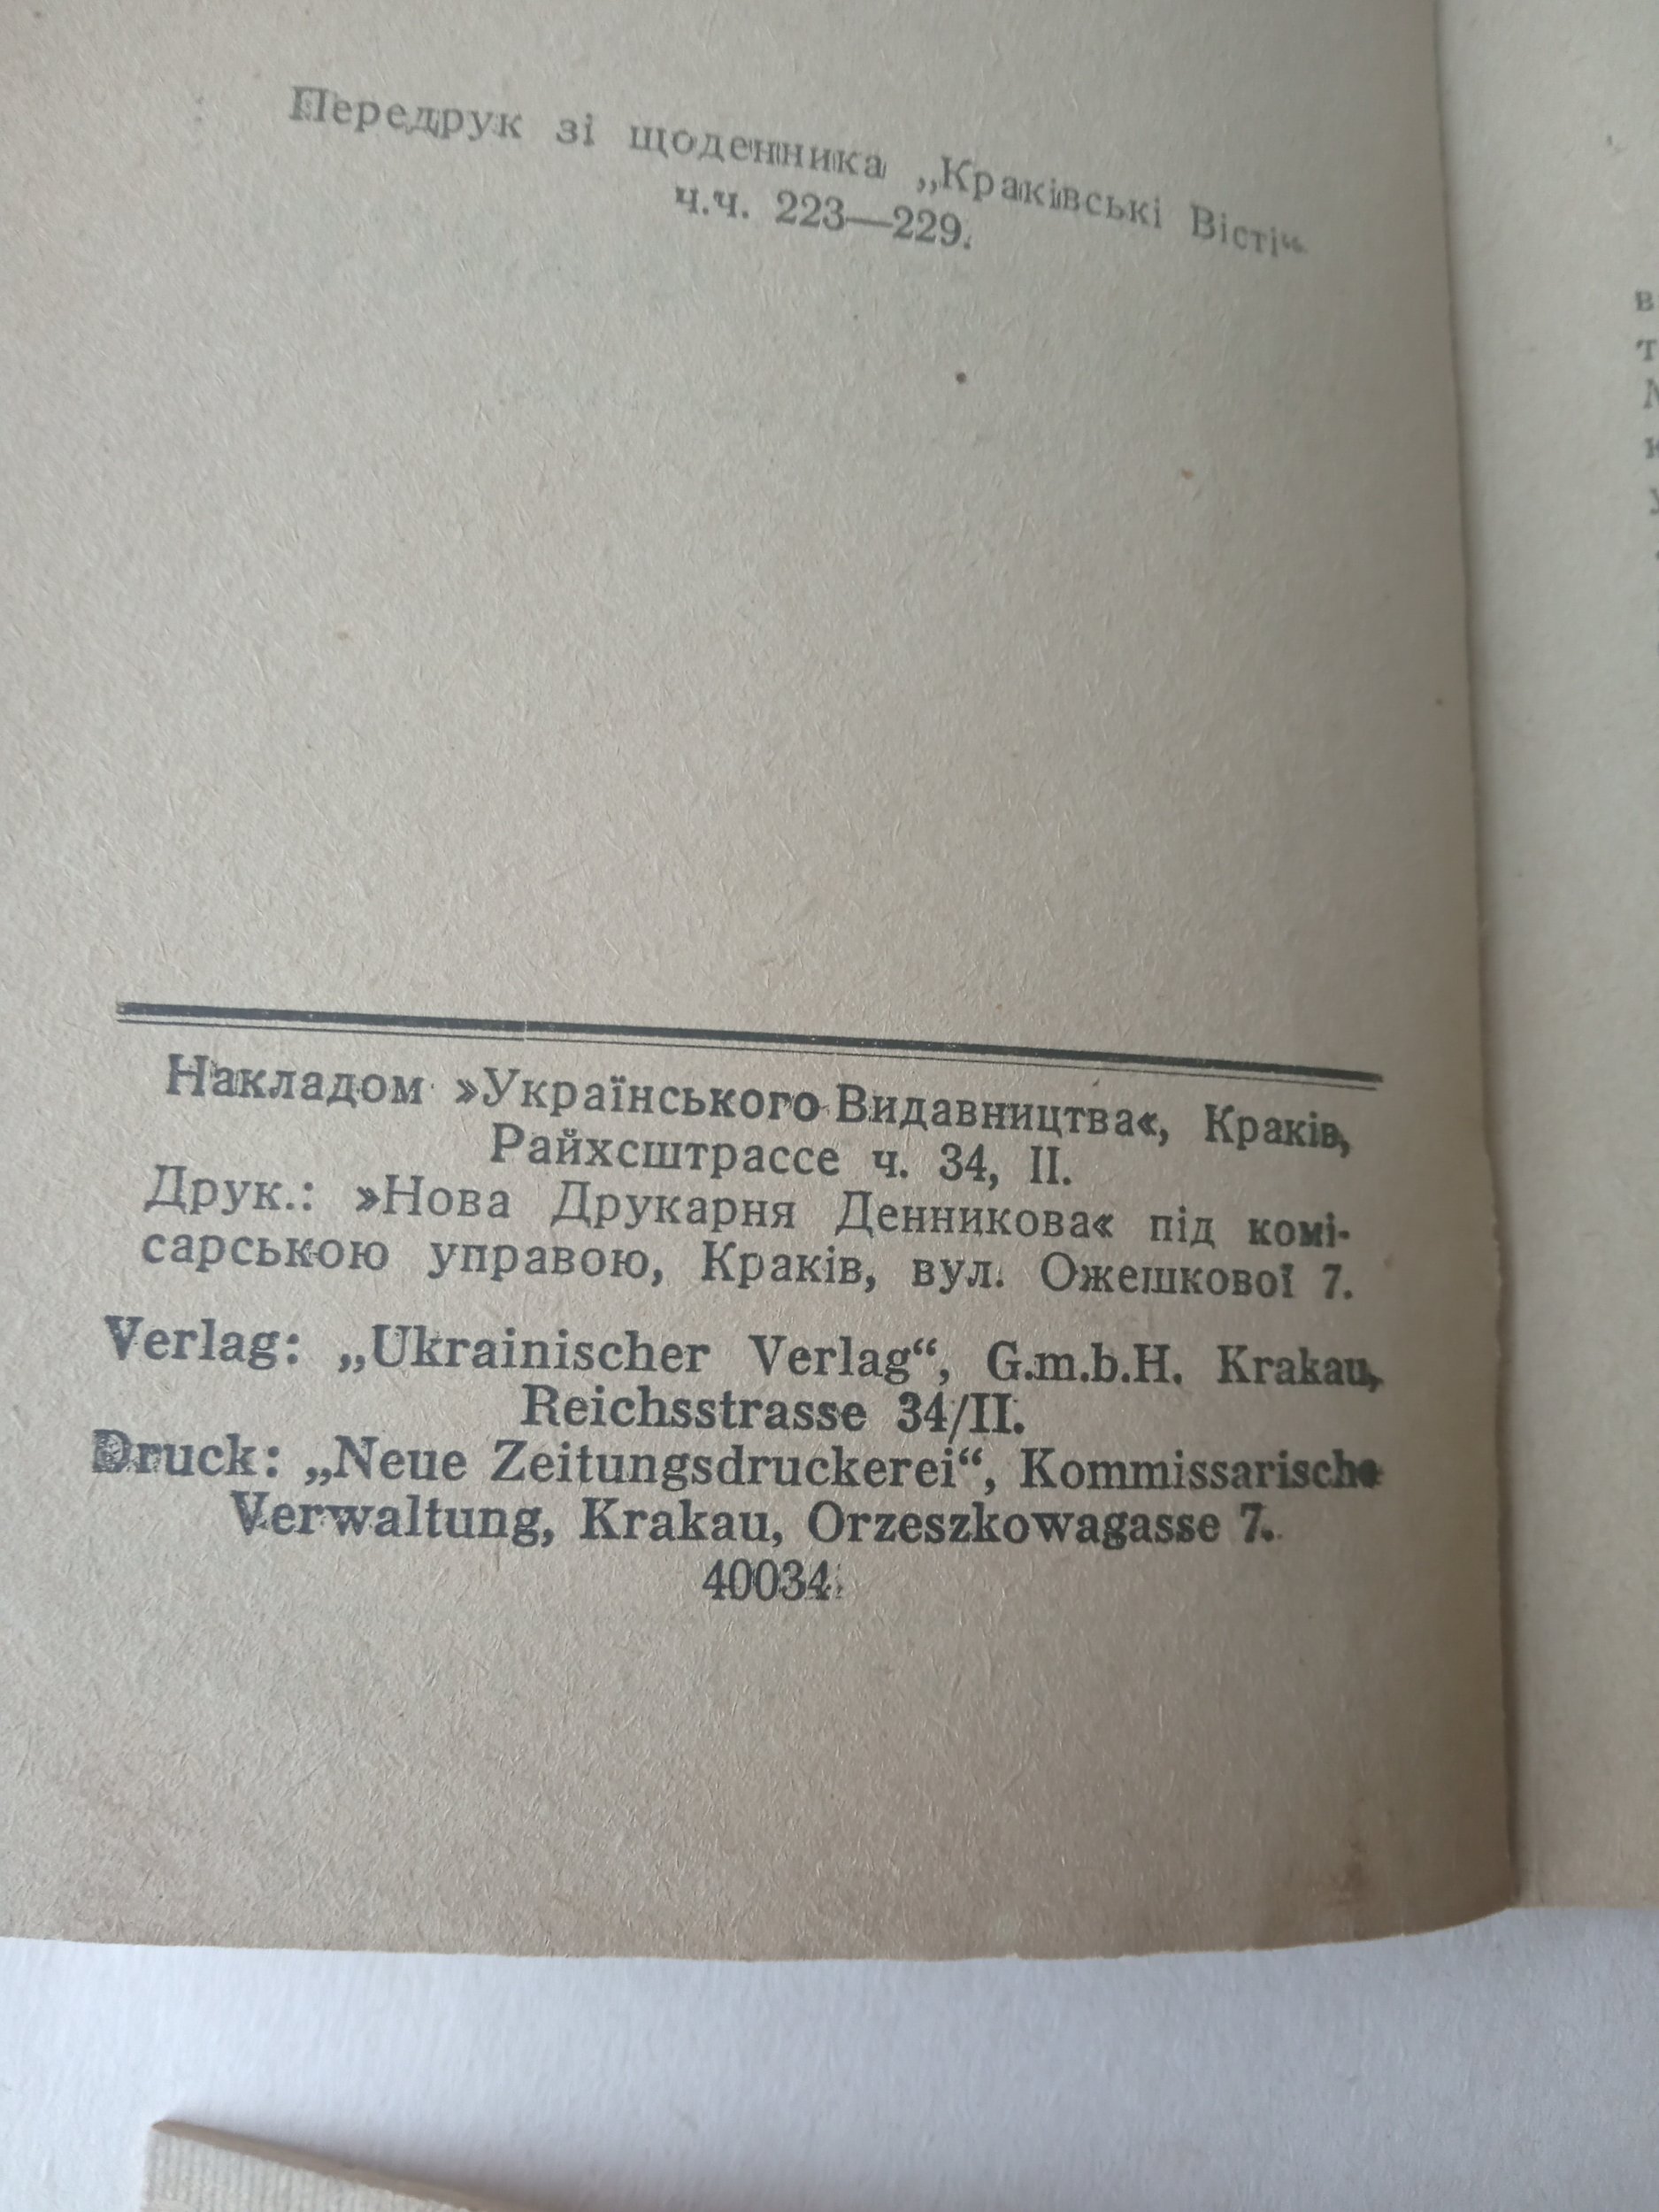 Передрук зі щоденника „Краківські Вісті“
ч.ч. 223—229.
Накладом »Українського Видавництва«, Краків,
Райхсштрассе ч. 34, II.
Друк.: »Нова Друкарня Денникова« під комі-
сарською управою, Краків, вул. Ожешкової 7.
Verlag: „Ukrainischer Verlag“, G.m.b.H. Krakau,
Reichsstrasse 34/II.
Druck: „Neue Zeitungsdruckerei“, Kommissarische
Verwaltung, Krakau, Orzeszkowagasse 7.
40034